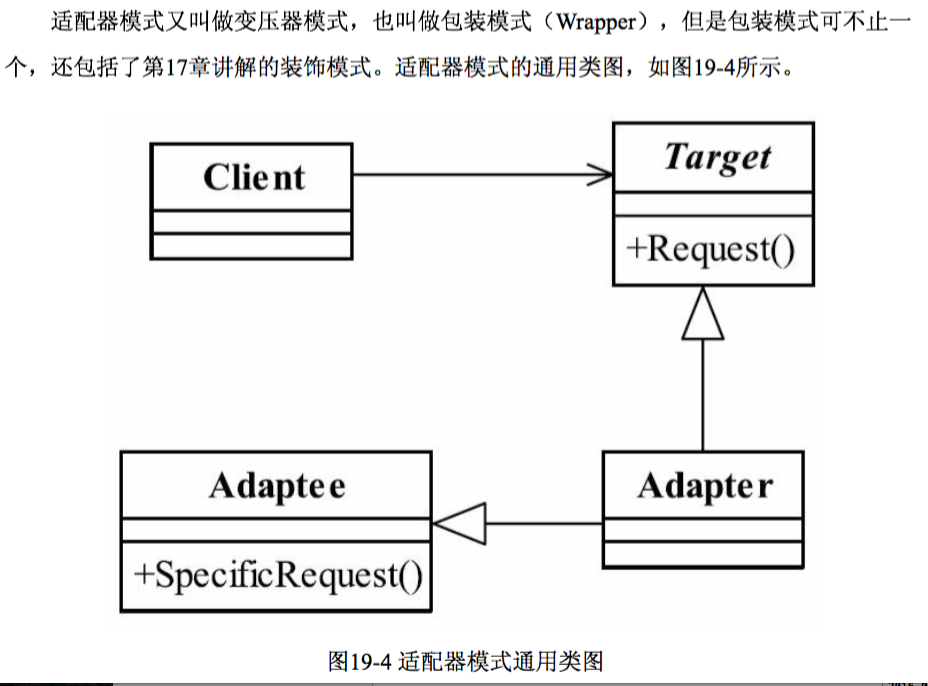 适配器模式又叫做变压器模式，也叫做包装模式（Wrapper），但是包装模式可不止一
个，还包括了第17章讲解的装饰模式。适配器模式的通用类图，如图19-4所示。
Client
Target
+Request()
Adaptee
+SpecificRequest()
Adapter
图19-4 适配器模式通用类图